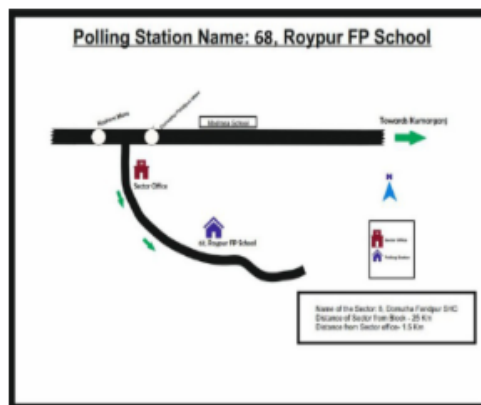 Polling Station Name: 68, Roypur FP School
Towards Kumarganj
Sector Office
68, Roypur FP School
N
Sector Office
Polling Station
Name of the Sector: 5, Domutha Faridpur SHC
Distance of Sector from Block - 25 Km
Distance from Sector office- 1.5 Km